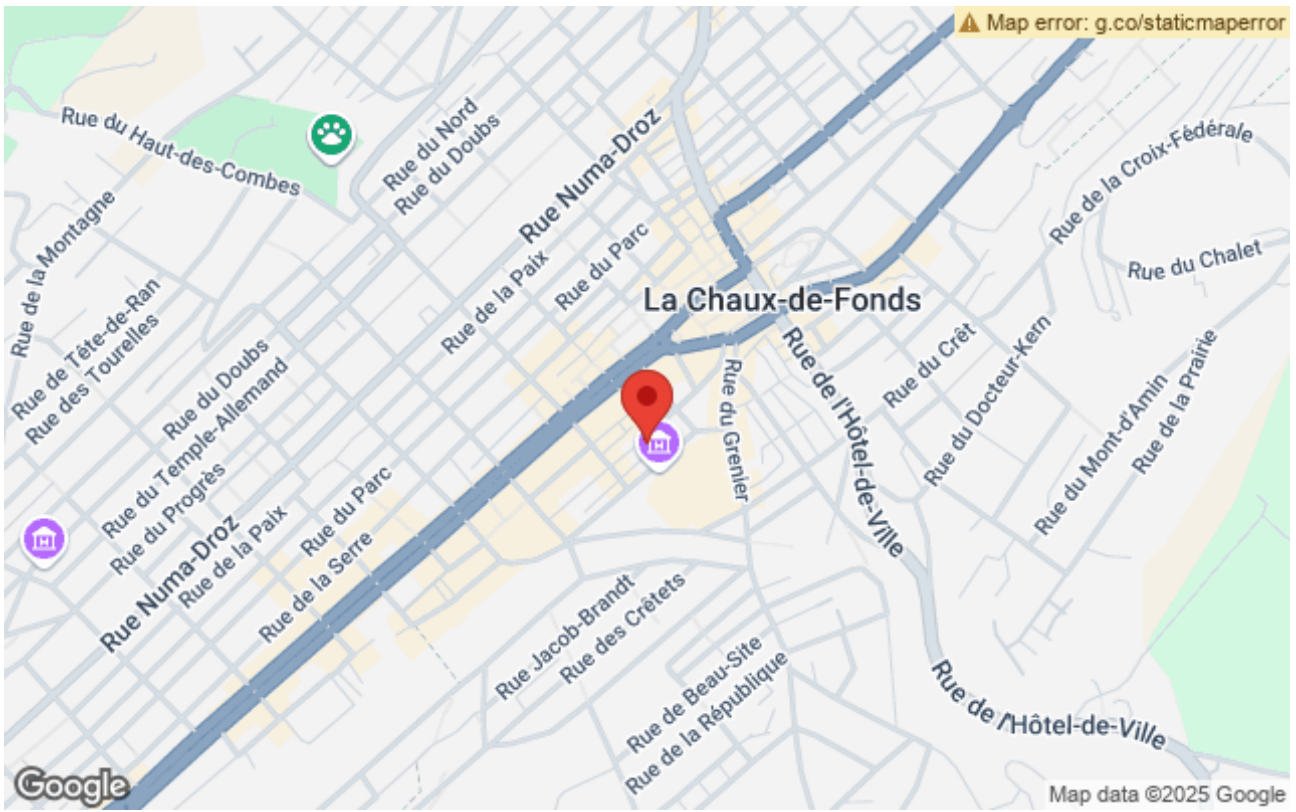 Map error: g.co/staticmaperror
Rue du Haut-des-Combes
Rue du Nord
Rue du Doubs
Rue Numa-Droz
Rue de la Croix-Fédérale
Rue de la Montagne
Rue du Parc
Rue de la Paix
Rue du Chalet
La Chaux-de-Fonds
Rue de Tête-de-Ran
Rue des Tourelles
Rue du Doubs
Rue du Temple-Allemand
Rue du Progrès
Rue Numa-Droz
Rue de la Paix
Rue du Parc
Rue de la Serre
Rue du Grenier
Rue de l'Hôtel-de-Ville
Rue du Crêt
Rue du Docteur-Kern
Rue du Mont-d'Amin
Rue de la Prairie
Rue Jacob-Brandt
Rue des Crêtets
Rue de Beau-Site
Rue de la République
Rue de l'Hôtel-de-Ville
Google
Map data ©2025 Google